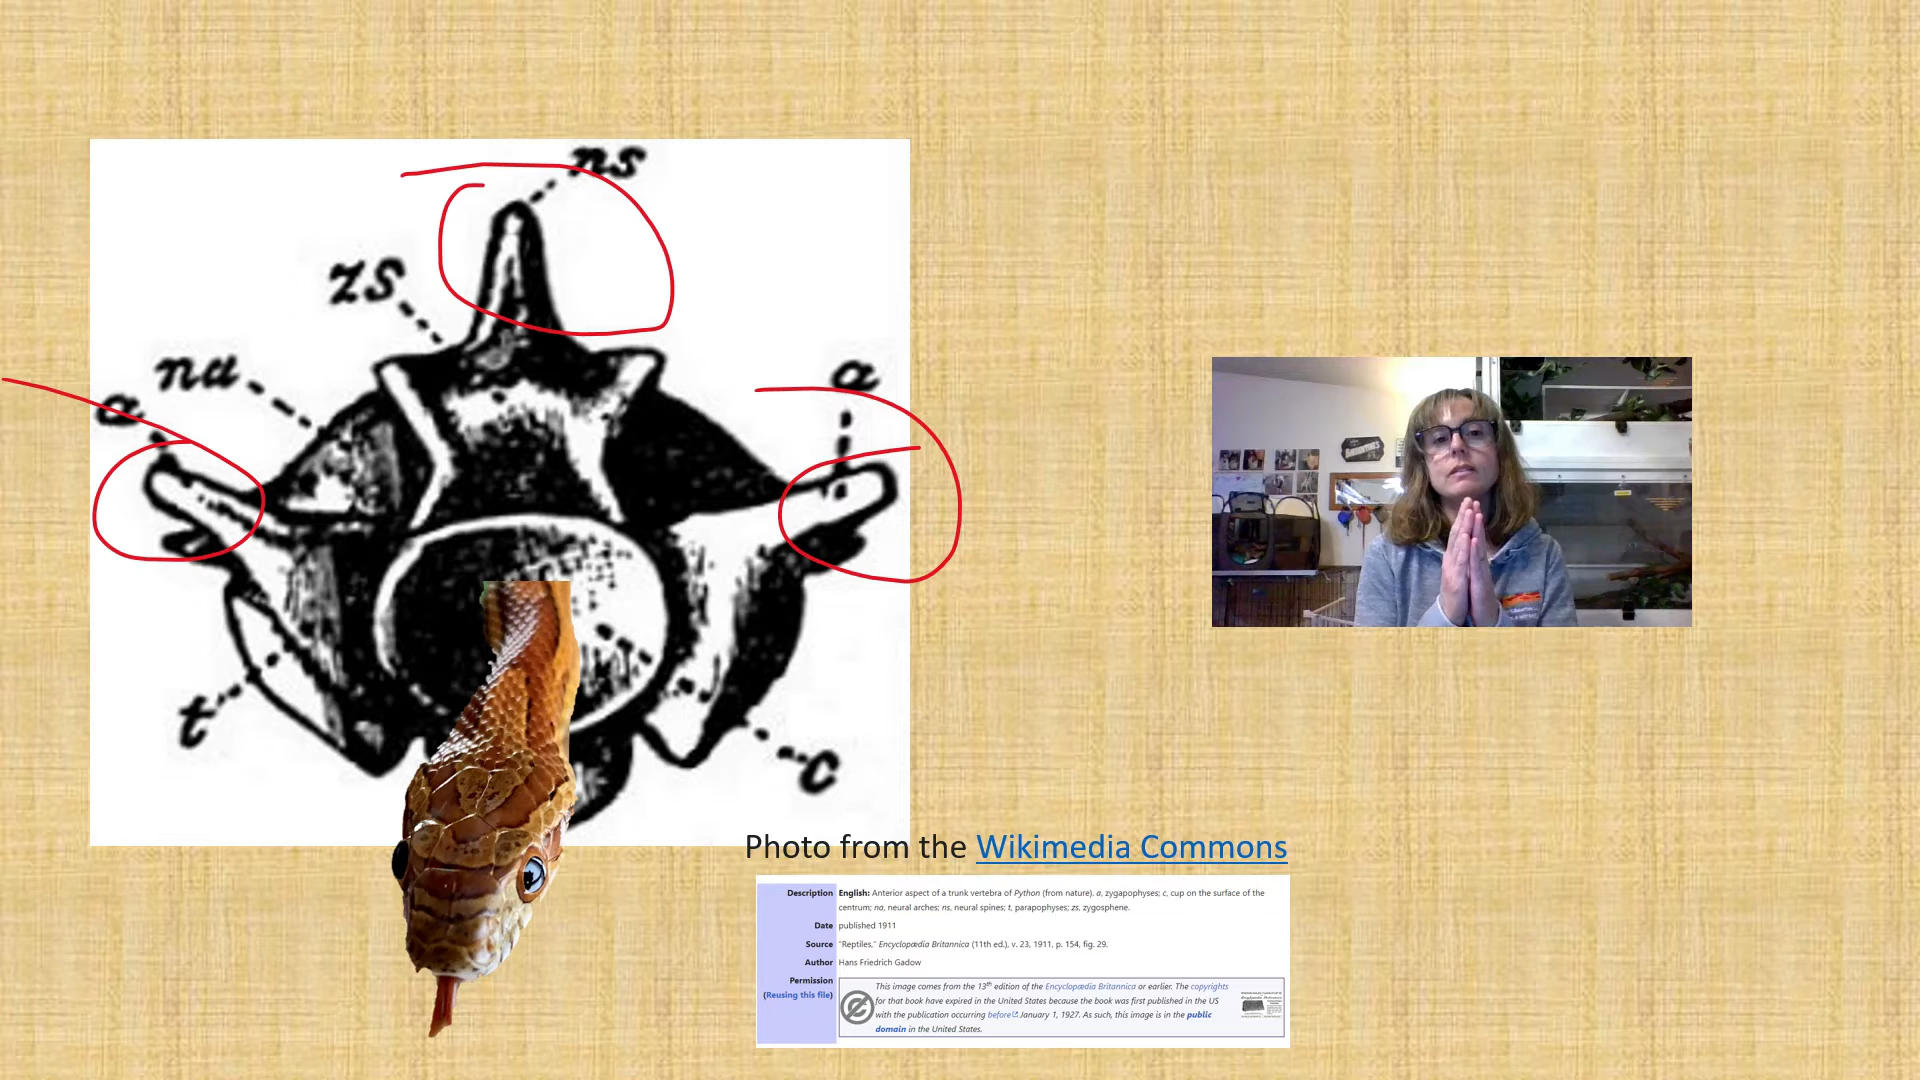 ns
zs
na
a
a
t
c
Photo from the Wikimedia Commons
Description English: Anterior aspect of a trunk vertebra of Python (from nature). a, zygapophyses; c, cup on the surface of the
centrum; na, neural arches; ns, neural spines; t, parapophyses; zs, zygosphene.
Date published 1911
Source "Reptiles," Encyclopædia Britannica (11th ed.), v. 23, 1911, p. 154, fig. 29.
Author Hans Friedrich Gadow
Permission
(Reusing this file)
This image comes from the 13th edition of the Encyclopædia Britannica or earlier. The copyrights
for that book have expired in the United States because the book was first published in the US
with the publication occurring before January 1, 1927. As such, this image is in the public
domain in the United States.